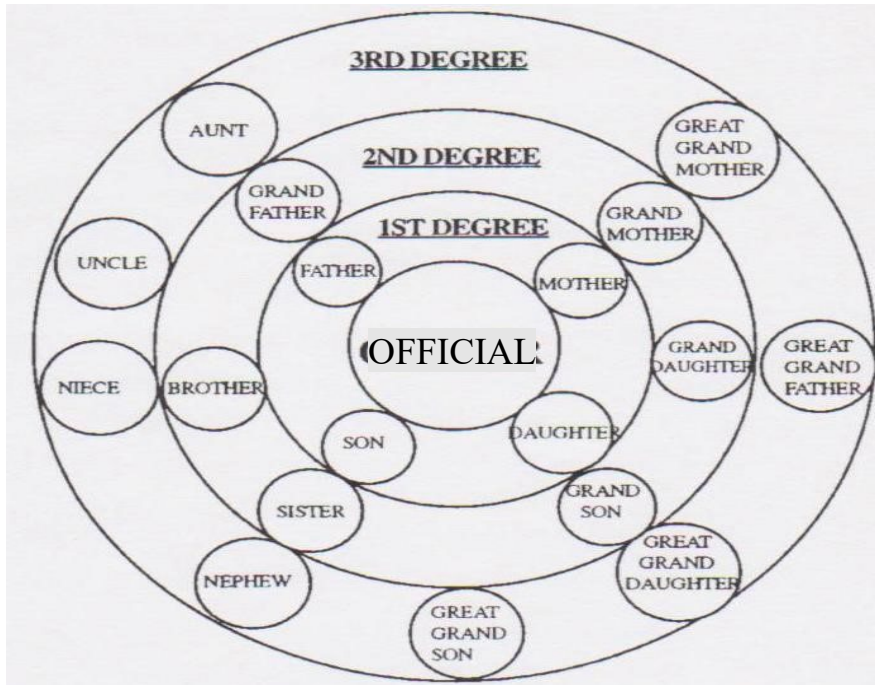 3RD DEGREE
AUNT
GREAT
GRAND
MOTHER
2ND DEGREE
GRAND
FATHER
GRAND
MOTHER
1ST DEGREE
UNCLE
FATHER
MOTHER
OFFICIAL
NIECE
BROTHER
GRAND
DAUGHTER
GREAT
GRAND
FATHER
SON
DAUGHTER
SISTER
GRAND
SON
NEPHEW
GREAT
GRAND
DAUGHTER
GREAT
GRAND
SON